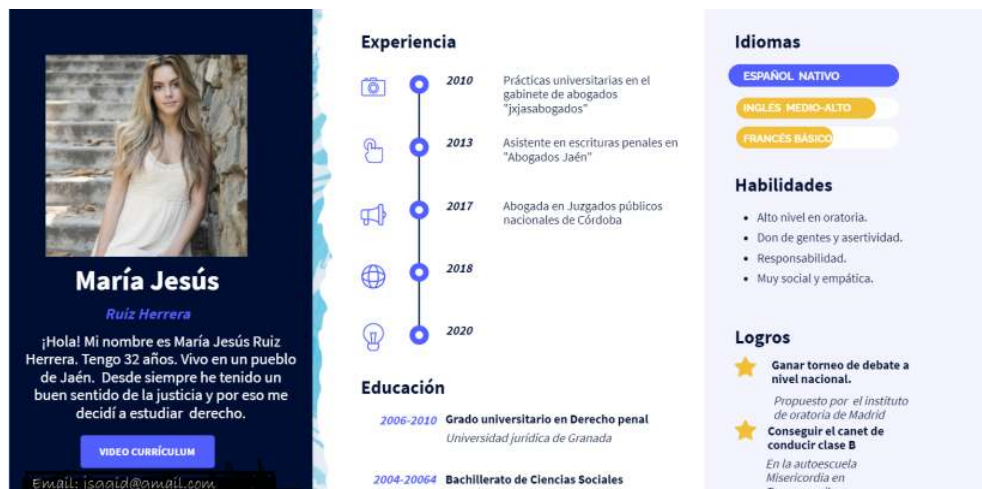 María Jesús
Ruiz Herrera
¡Hola! Mi nombre es María Jesús Ruiz
Herrera. Tengo 32 años. Vivo en un pueblo
de Jaén. Desde siempre he tenido un
buen sentido de la justicia y por eso me
decidí a estudiar derecho.
VIDEO CURRÍCULUM
Email: isagid@gmail.com
Experiencia
2010 Prácticas universitarias en el
gabinete de abogados
"jxjasabogados"
2013 Asistente en escrituras penales en
"Abogados Jaén"
2017 Abogada en Juzgados públicos
nacionales de Córdoba
2018
2020
Educación
2006-2010 Grado universitario en Derecho penal
Universidad jurídica de Granada
2004-20064 Bachillerato de Ciencias Sociales
Idiomas
ESPAÑOL NATIVO
INGLÉS MEDIO-ALTO
FRANCÉS BÁSICO
Habilidades
Alto nivel en oratoria.
Don de gentes y asertividad.
Responsabilidad.
Muy social y empática.
Logros
Ganar torneo de debate a
nivel nacional.
Propuesto por el instituto
de oratoria de Madrid
Conseguir el canet de
conducir clase B
En la autoescuela
Misericordia en